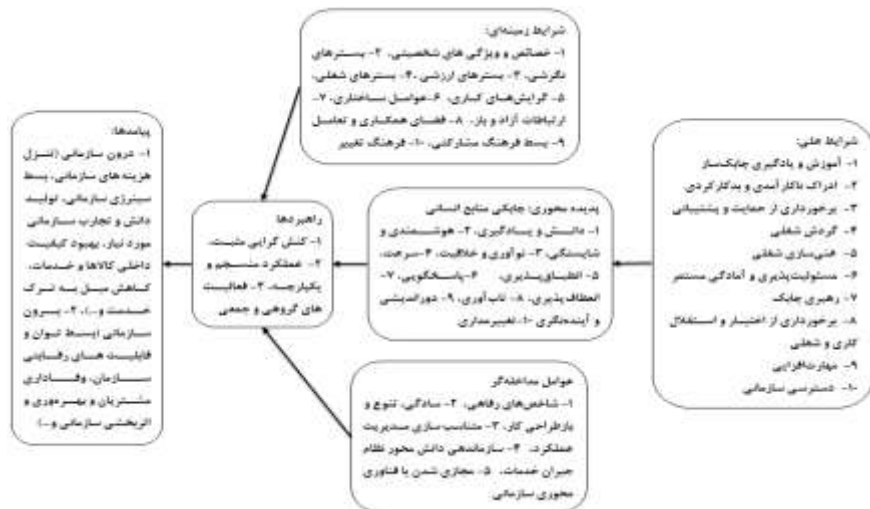 شرایط علی:
۱- آموزش و یادگیری چابک‌ساز
۲- ادراک ناکارآمدی و بدکارکردی
۳- برخورداری از حمایت و پشتیبانی
۴- گردش شغلی
۵- غنی‌سازی شغلی
۶- مسئولیت‌پذیری و آمادگی مستمر
۷- رهبری چابک
۸- برخورداری از اختیار و استقلال
کاری و شغلی
۹- مهارت‌افزایی
۱۰- دسترسی سازمانی
شرایط زمینه‌ای:
۱- خصائص و ویژگی های شخصیتی، ۲- بسترهای
نگرشی، ۳- بسترهای ارزشی ،۴- بسترهای شغلی،
۵- گرایش‌های کاری، ۶-عوامل ساختاری، ۷-
ارتباطات آزاد و باز، ۸- فضای همکاری و تعامل
۹- بسط فرهنگ مشارکتی، ۱۰- فرهنگ تغییر
پدیده محوری: چابکی منابع انسانی
۱- دانش و یادگیری، ۲- هوشمندی و
شایستگی، ۳- نوآوری و خلاقیت، ۴-سرعت،
۵- انطباق‌پذیری، ۶-پاسخگویی، ۷-
انعطاف‌پذیری، ۸- تاب‌آوری، ۹- دوراندیشی
و آینده‌نگری ۱۰- تغییرمداری
عوامل مداخله‌گر
۱- شاخص‌های رفاهی، ۲- سادگی، تنوع و
بازطراحی کار، ۳- متناسب سازی مدیریت
عملکرد، ۴- سازماندهی دانش محور نظام
جبران خدمات، ۵- مجازی شدن یا فناوری
محوری سازمانی
راهبردها
۱- کنش گرایی مثبت،
۲- عملکرد منسجم و
یکپارچه، ۳- فعالیت
های گروهی و جمعی
پیامدها:
۱- درون سازمانی (تنزل
هزینه های سازمانی، بسط
سینرژی سازمانی، تولید
دانش و تجارب سازمانی
مورد نیاز، بهبود کیفیت
داخلی کالاها و خدمات،
کاهش میل به ترک
خدمت و...)، ۲- برون
سازمانی (بسط توان و
قابلیت های رقابتی
سازمان، وفاداری
مشتریان و بهره‌وری و
اثربخشی سازمانی و...)